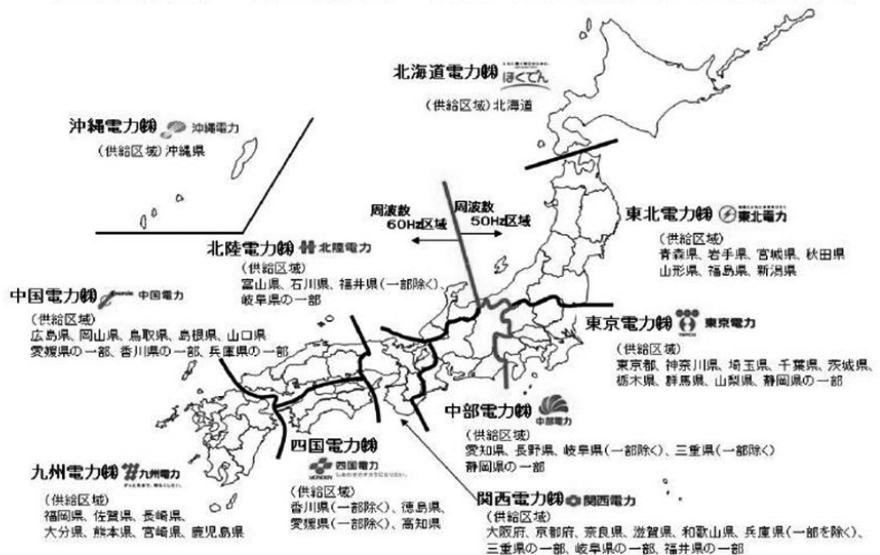 北海道電力㈱ ほくでん
(供給区域)北海道
沖縄電力㈱ 沖縄電力
(供給区域)沖縄県
周波数
60Hz区域
周波数
50Hz区域
東北電力㈱ 東北電力
(供給区域)
青森県、岩手県、宮城県、秋田県
山形県、福島県、新潟県
北陸電力㈱ 北陸電力
(供給区域)
富山県、石川県、福井県(一部除く)、
岐阜県の一部
中国電力㈱ 中国電力
(供給区域)
広島県、岡山県、鳥取県、島根県、山口県
愛媛県の一部、香川県の一部、兵庫県の一部
東京電力㈱ 東京電力
(供給区域)
東京都、神奈川県、埼玉県、千葉県、茨城県、
栃木県、群馬県、山梨県、静岡県の一部
中部電力㈱ 中部電力
(供給区域)
愛知県、長野県、岐阜県(一部除く)、三重県(一部除く)
静岡県の一部
四国電力㈱ 四国電力
(供給区域)
香川県(一部除く)、徳島県、
愛媛県(一部除く)、高知県
九州電力㈱ 九州電力
(供給区域)
福岡県、佐賀県、長崎県、
大分県、熊本県、宮崎県、鹿児島県
関西電力㈱ 関西電力
(供給区域)
大阪府、京都府、奈良県、滋賀県、和歌山県、兵庫県(一部を除く)、
三重県の一部、岐阜県の一部、福井県の一部